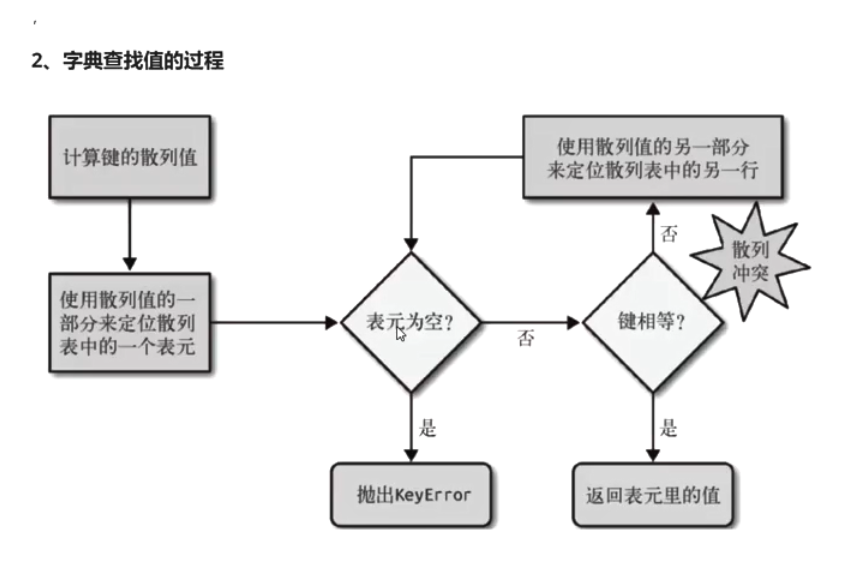 ,
2、字典查找值的过程
计算键的散列值
使用散列值的另一部分
来定位散列表中的另一行
否
散列
冲突
使用散列值的一
部分来定位散列
表中的一个表元
表元为空？
否
键相等？
是
是
抛出KeyError
返回表元里的值